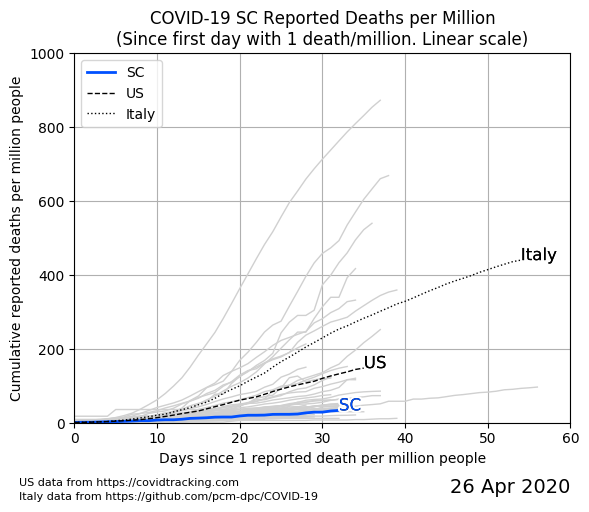 COVID-19 SC Reported Deaths per Million
(Since first day with 1 death/million. Linear scale)
Cumulative reported deaths per million people
1000
800
600
400
200
0
SC
US
Italy
Italy
US
SC
0 10 20 30 40 50 60
Days since 1 reported death per million people
US data from https://covidtracking.com
Italy data from https://github.com/pcm-dpc/COVID-19
26 Apr 2020